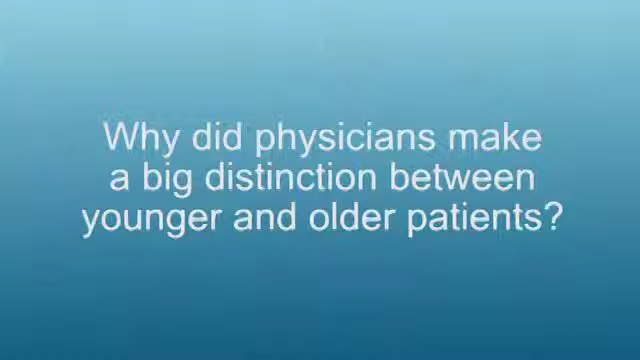 Why did physicians make
a big distinction between
younger and older patients?